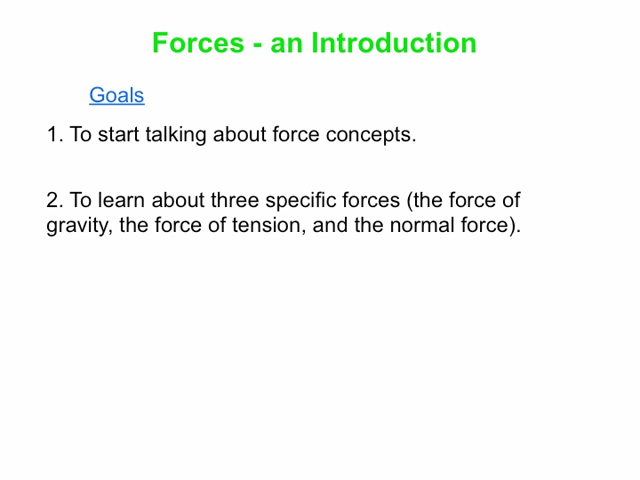 Forces - an Introduction
Goals
1. To start talking about force concepts.
2. To learn about three specific forces (the force of
gravity, the force of tension, and the normal force).